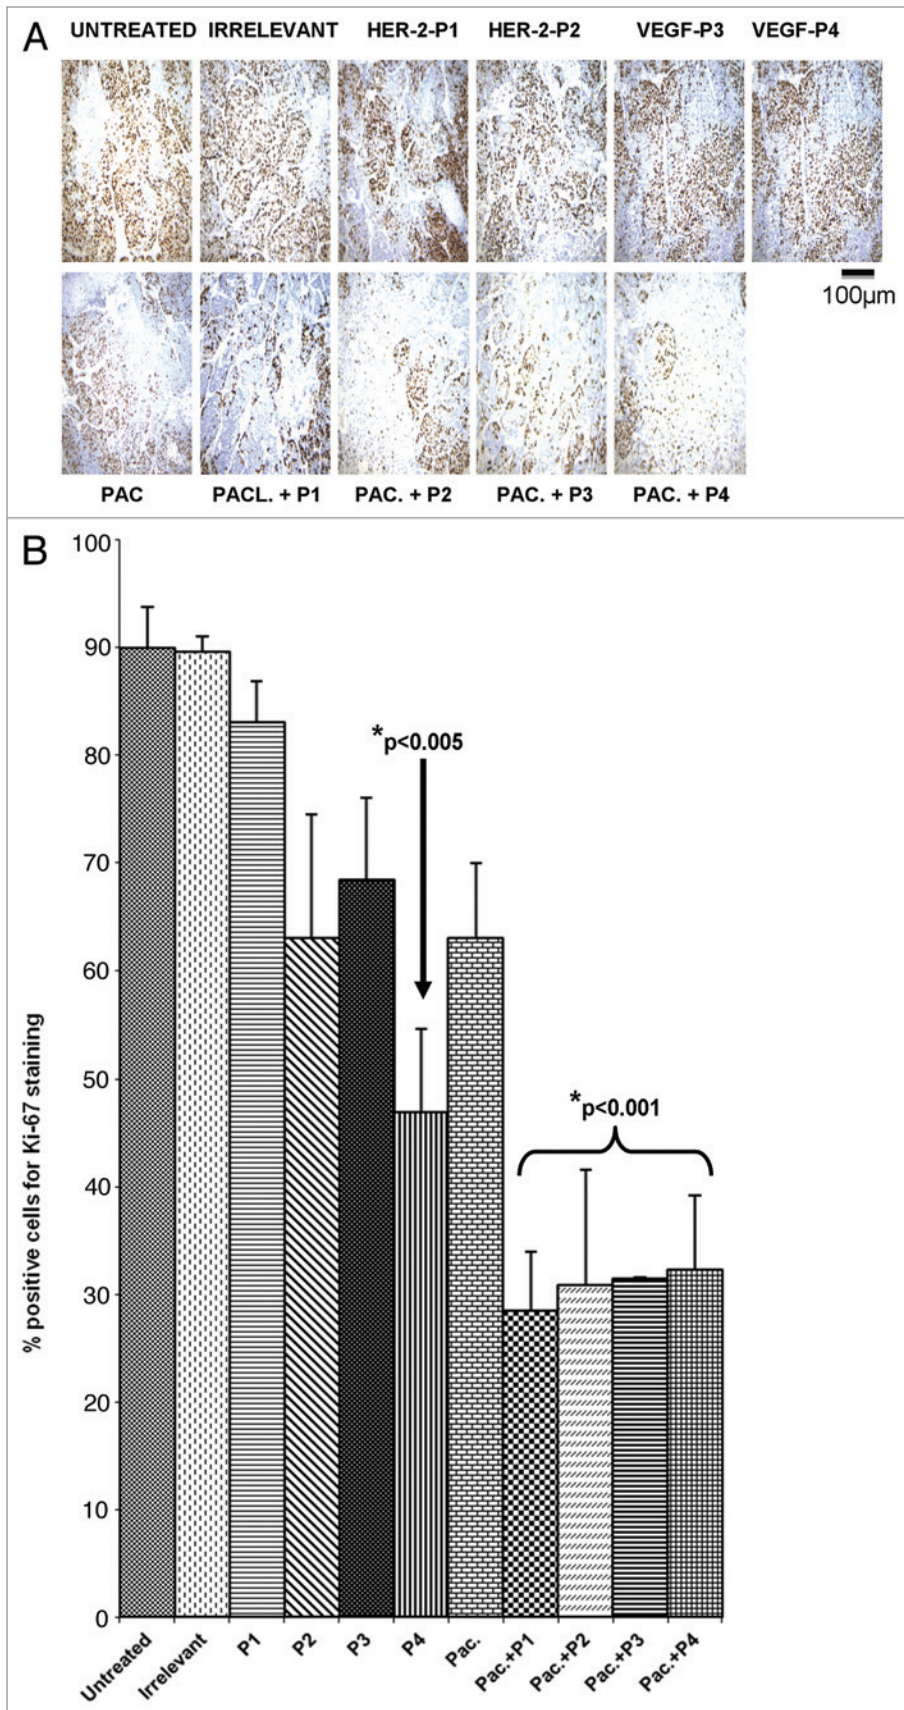 A
UNTREATED IRRELEVANT HER-2-P1 HER-2-P2 VEGF-P3 VEGF-P4
100µm
PAC PACL. + P1 PAC. + P2 PAC. + P3 PAC. + P4
B
% positive cells for Ki-67 staining
100
90
80
70
60
50
40
30
20
10
0
*p<0.005
*p<0.001
Untreated
Irrelevant
P1
P2
P3
P4
Pac.
Pac.+P1
Pac.+P2
Pac.+P3
Pac.+P4